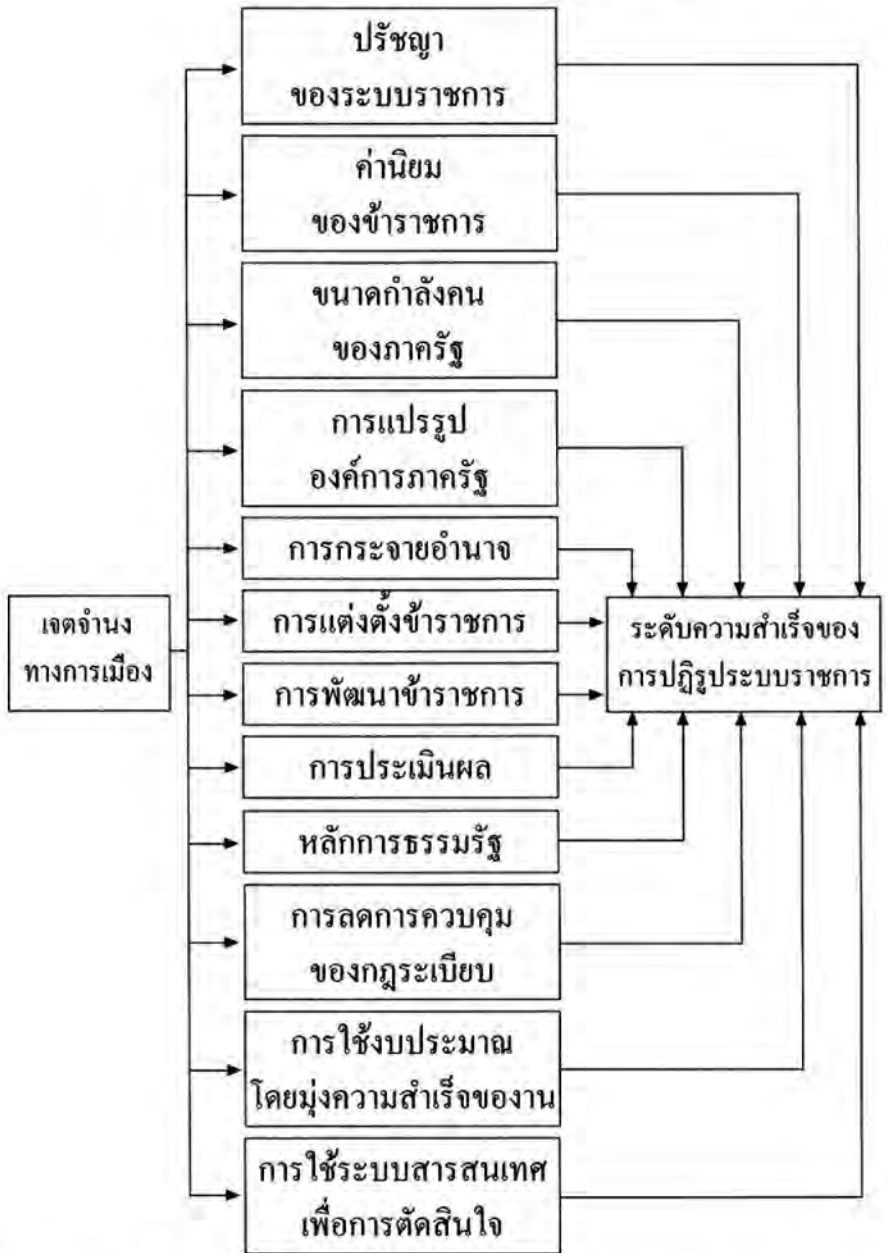 ปรัชญา
ของระบบราชการ
ค่านิยม
ของข้าราชการ
ขนาดกำลังคน
ของภาครัฐ
การแปรรูป
องค์การภาครัฐ
การกระจายอำนาจ
เจตจำนง
ทางการเมือง
การแต่งตั้งข้าราชการ
การพัฒนาข้าราชการ
ระดับความสำเร็จของ
การปฏิรูประบบราชการ
การประเมินผล
หลักการธรรมรัฐ
การลดการควบคุม
ของกฎระเบียบ
การใช้งบประมาณ
โดยมุ่งความสำเร็จของงาน
การใช้ระบบสารสนเทศ
เพื่อการตัดสินใจ